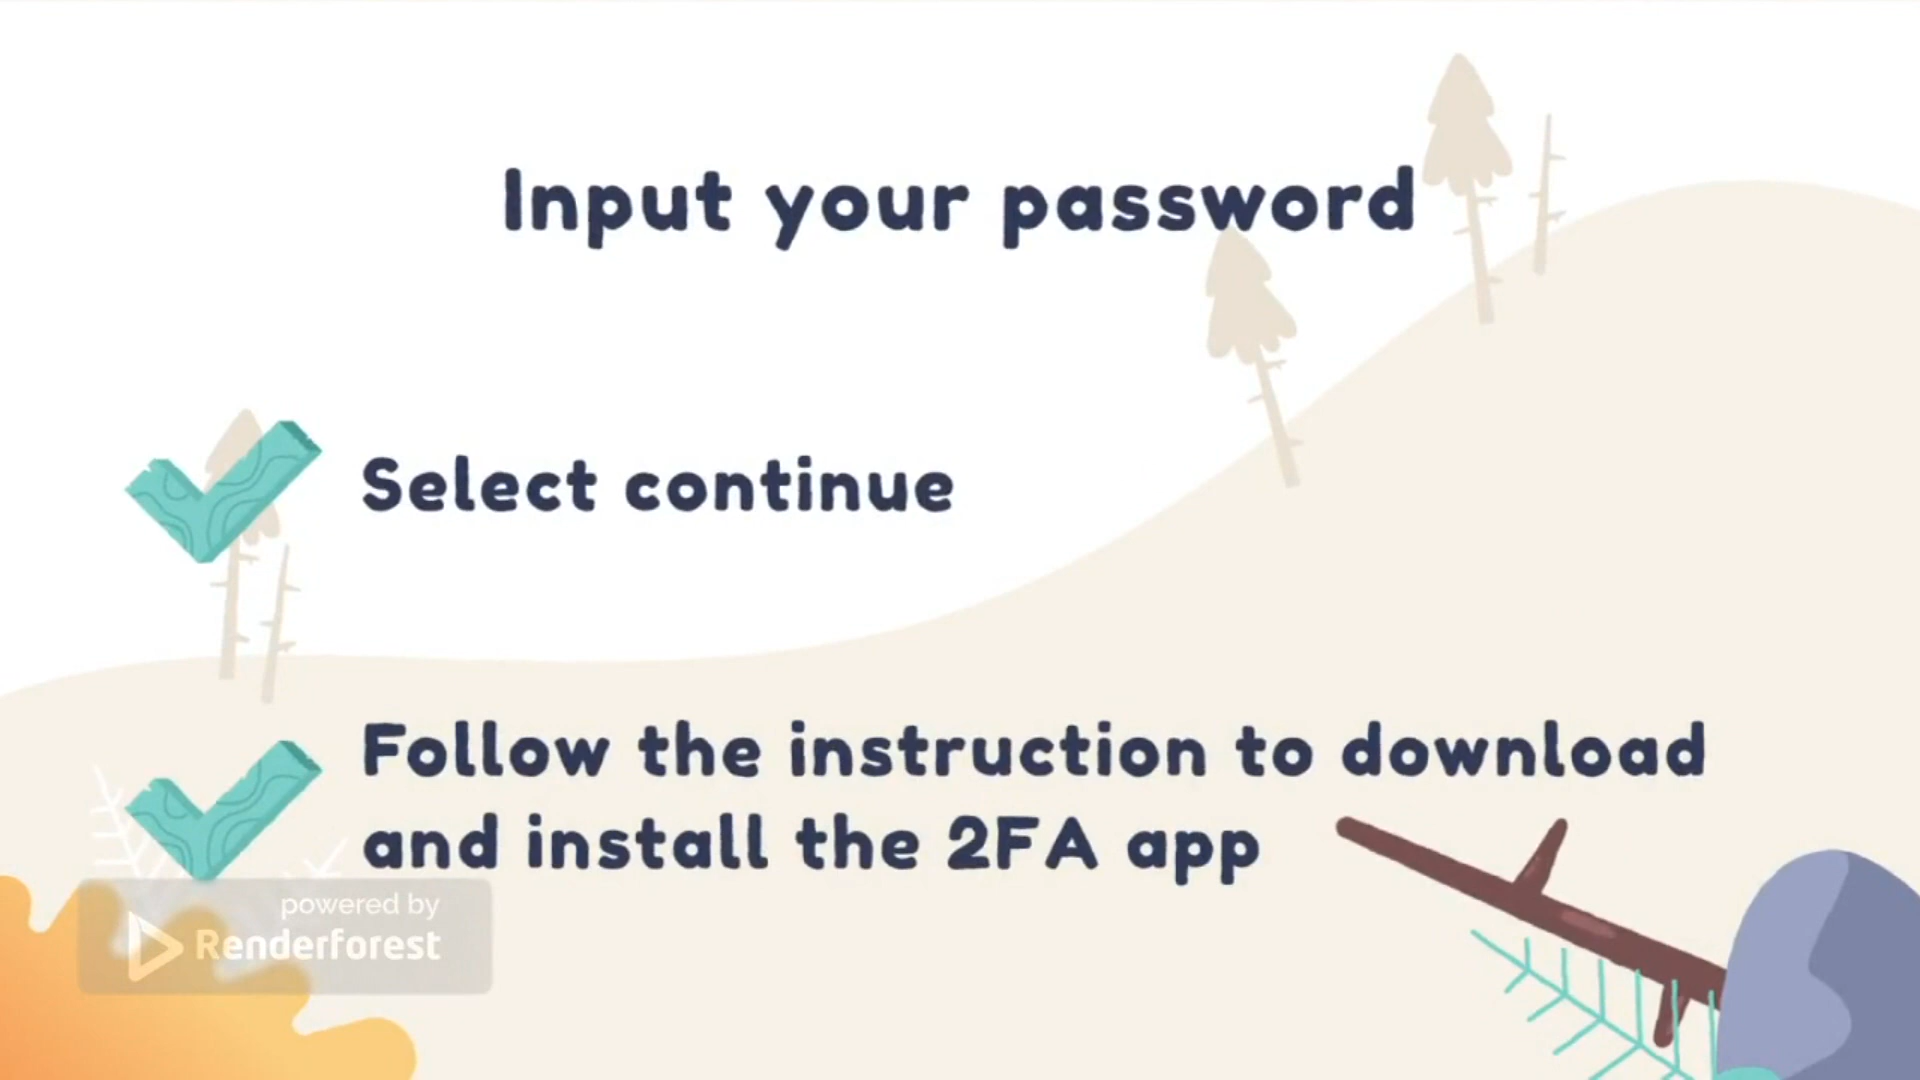 Input your password
Select continue
Follow the instruction to download
and install the 2FA app
powered by
Renderforest